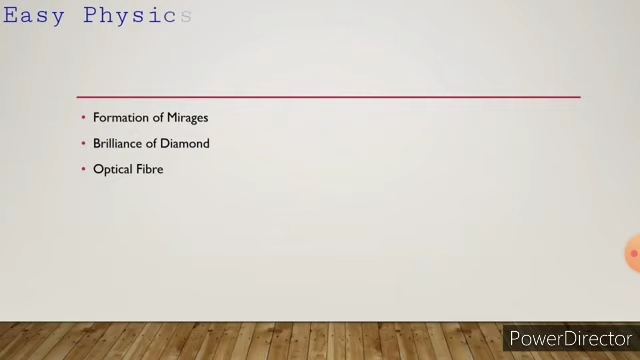 Easy Physics
• Formation of Mirages
• Brilliance of Diamond
• Optical Fibre
PowerDirector